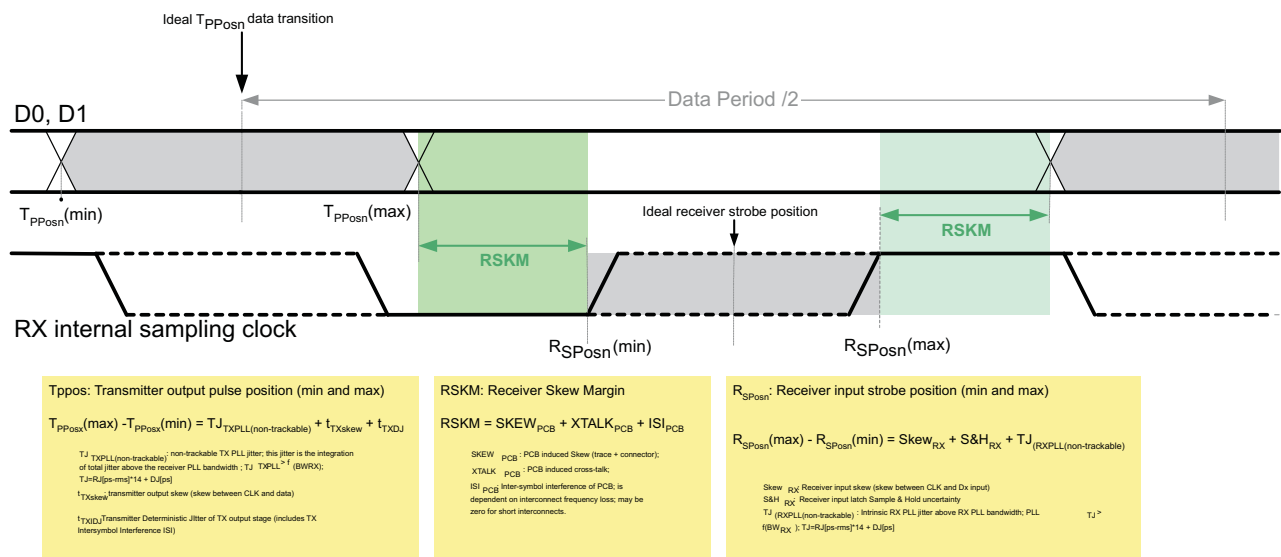 Ideal TPPosn data transition
Data Period /2
D0, D1
TPPosn(min)
TPPosn(max)
Ideal receiver strobe position
RSKM
RSKM
RX internal sampling clock
RSPosn(min)
RSPosn(max)
Tppos: Transmitter output pulse position (min and max)
TPPosx(max) -TPPosx(min) = TJTXPLL(non-trackable) + tTXskew + tTXDJ
TJ TXPLL(non-trackable): non-trackable TX PLL jitter; this jitter is the integration
of total jitter above the receiver PLL bandwidth ; TJ TXPLL> f (BWRX);
TJ=RJ[ps-rms]*14 + DJ[ps]
tTXskew: transmitter output skew (skew between CLK and data)
tTXIDJTransmitter Deterministic JItter of TX output stage (includes TX
Intersymbol Interference ISI)
RSKM: Receiver Skew Margin
RSKM = SKEWPCB + XTALKPCB + ISIPCB
SKEW PCB : PCB induced Skew (trace + connector);
XTALK PCB : PCB induced cross-talk;
ISI PCB: Inter-symbol interference of PCB; is
dependent on interconnect frequency loss; may be
zero for short interconnects.
RSPosn: Receiver input strobe position (min and max)
RSPosn(max) - RSPosn(min) = SkewRX + S&HRX + TJ(RXPLL(non-trackable)
Skew RX: Receiver input skew (skew between CLK and Dx input)
S&H RX: Receiver input latch Sample & Hold uncertainty
TJ (RXPLL(non-trackable) : Intrinsic RX PLL jitter above RX PLL bandwidth; PLL TJ >
f(BWRX ); TJ=RJ[ps-rms]*14 + DJ[ps]